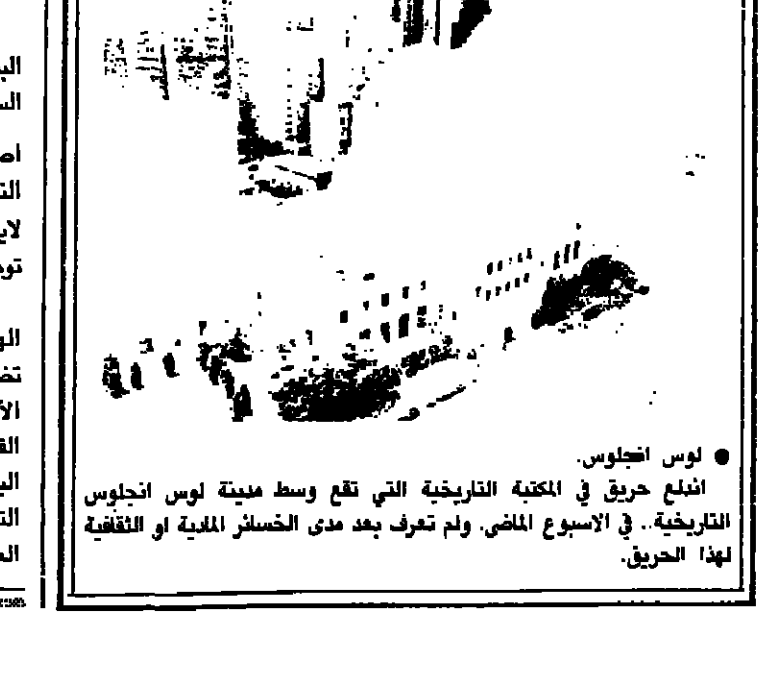 ● لوس انجلوس.
اندلع حريق في المكتبة التاريخية التي تقع وسط مدينة لوس انجلوس
التاريخية.. في الاسبوع الماضي. ولم تعرف بعد مدى الخسائر المادية او الثقافية
لهذا الحريق.